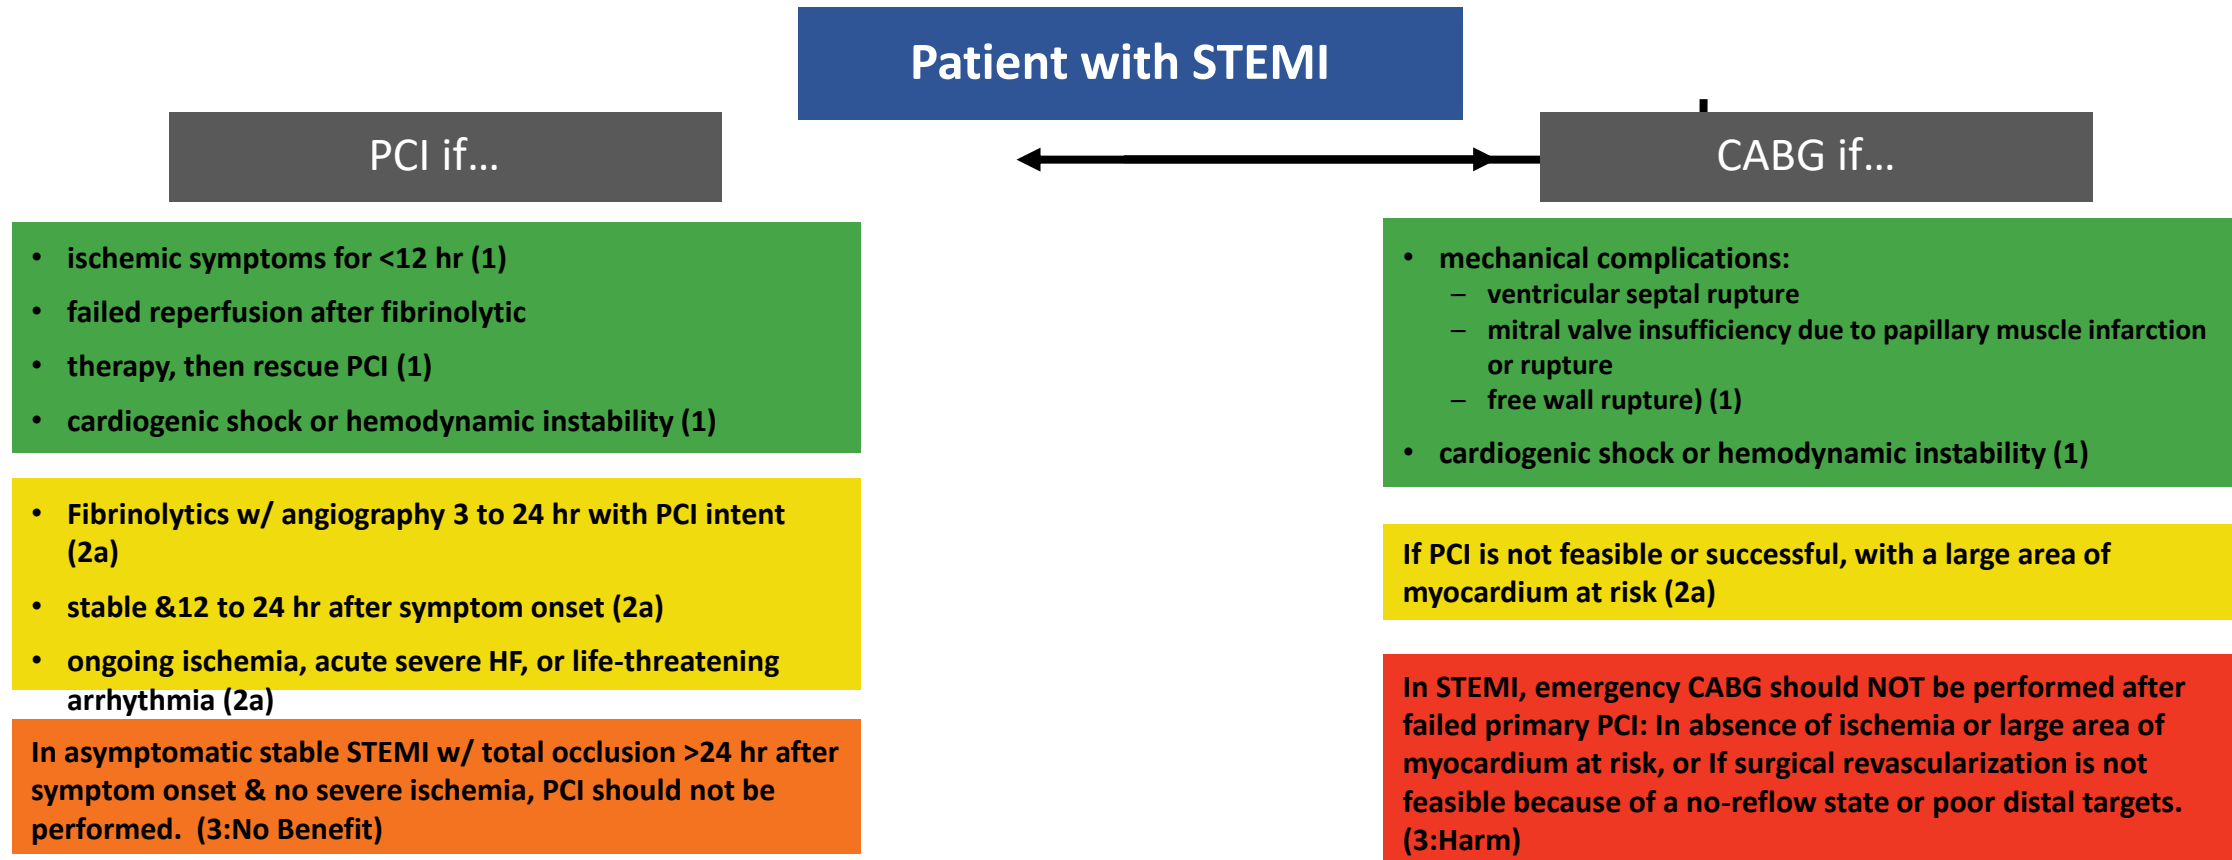 Patient with STEMI
PCI if...
• ischemic symptoms for <12 hr (1)
• failed reperfusion after fibrinolytic
• therapy, then rescue PCI (1)
• cardiogenic shock or hemodynamic instability (1)
• Fibrinolytics w/ angiography 3 to 24 hr with PCI intent
(2a)
• stable &12 to 24 hr after symptom onset (2a)
• ongoing ischemia, acute severe HF, or life-threatening
arrhythmia (2a)
In asymptomatic stable STEMI w/ total occlusion >24 hr after
symptom onset & no severe ischemia, PCI should not be
performed. (3:No Benefit)
CABG if...
• mechanical complications:
– ventricular septal rupture
– mitral valve insufficiency due to papillary muscle infarction
or rupture
– free wall rupture) (1)
• cardiogenic shock or hemodynamic instability (1)
If PCI is not feasible or successful, with a large area of
myocardium at risk (2a)
In STEMI, emergency CABG should NOT be performed after
failed primary PCI: In absence of ischemia or large area of
myocardium at risk, or If surgical revascularization is not
feasible because of a no-reflow state or poor distal targets.
(3:Harm)